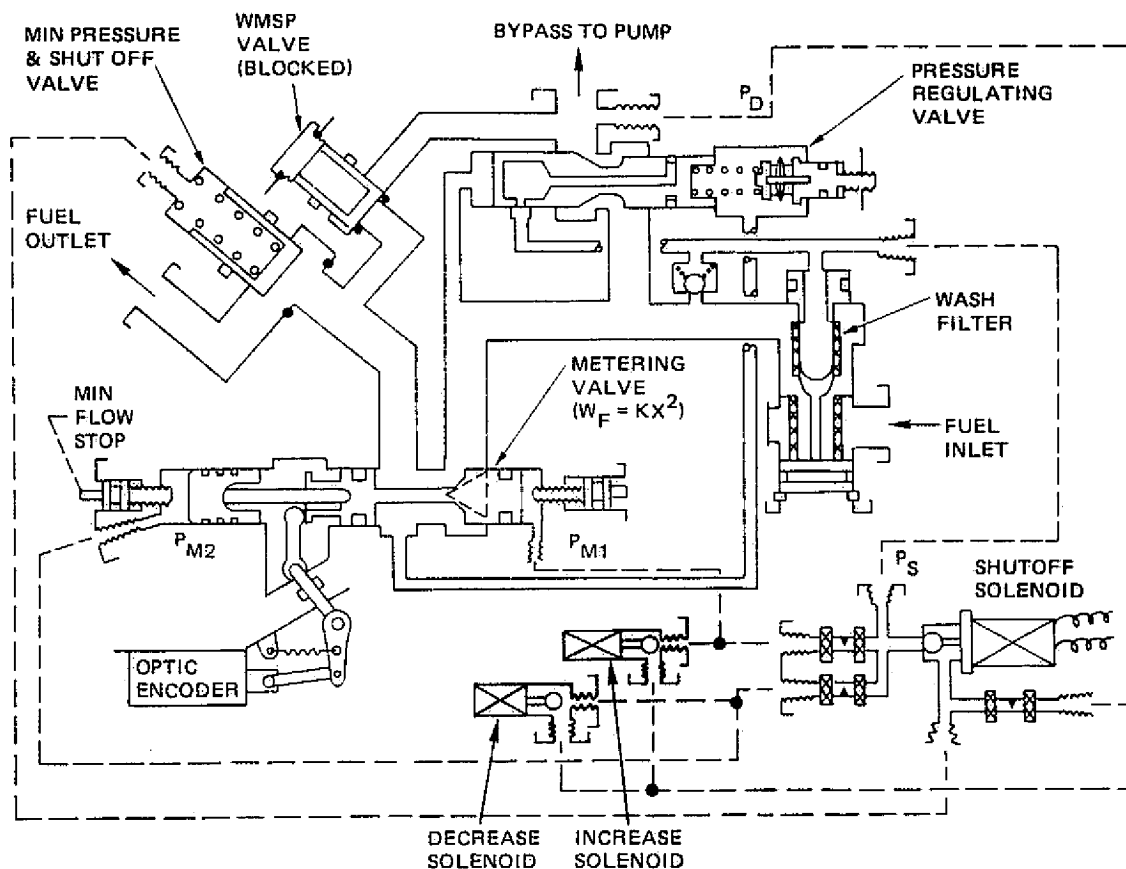 MIN PRESSURE
& SHUT OFF
VALVE
WMSP
VALVE
(BLOCKED)
BYPASS TO PUMP
P_D
PRESSURE
REGULATING
VALVE
FUEL
OUTLET
WASH
FILTER
METERING
VALVE
(W_F = KX²)
MIN
FLOW
STOP
FUEL
INLET
P_M2
P_M1
P_S
SHUTOFF
SOLENOID
OPTIC
ENCODER
DECREASE
SOLENOID
INCREASE
SOLENOID